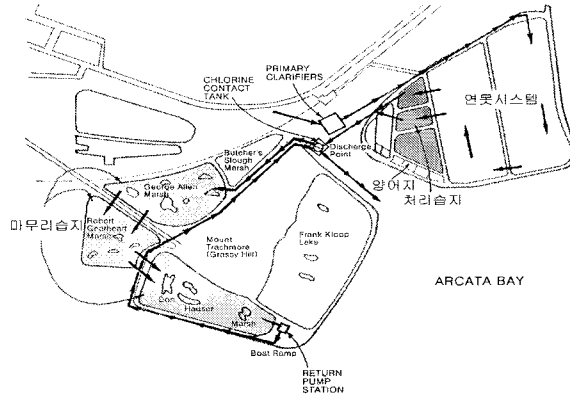 PRIMARY
CLARIFIERS
CHLORINE
CONTACT
TANK
연못시스템
Butcher's
Slough
Marsh
Discharge
Point
양어지
처리습지
George Allen
Marsh
마무리습지
Robert
Gearheart
Marsh
Mount
Trachmore
(Grassy Hill)
Frank Klopp
Lake
ARCATA BAY
Don
Hauser
Marsh
Boat Ramp
RETURN
PUMP
STATION